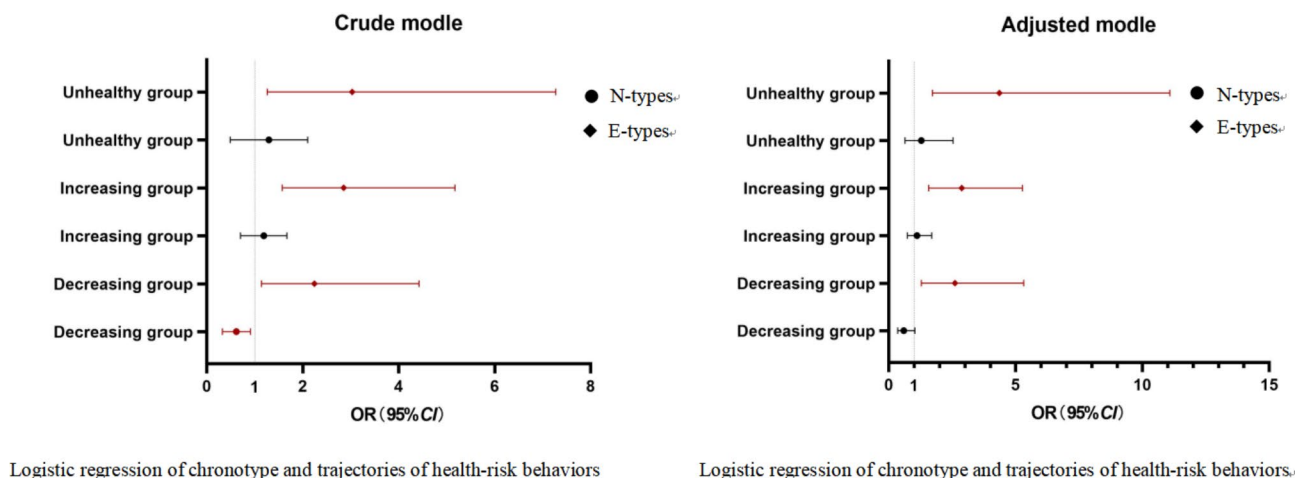 Crude modle
Unhealthy group
Unhealthy group
Increasing group
Increasing group
Decreasing group
Decreasing group
N-types
E-types
0 1 2 4 6 8
OR（95%CI）
Logistic regression of chronotype and trajectories of health-risk behaviors
Adjusted modle
Unhealthy group
Unhealthy group
Increasing group
Increasing group
Decreasing group
Decreasing group
N-types
E-types
0 1 5 10 15
OR（95%CI）
Logistic regression of chronotype and trajectories of health-risk behaviors